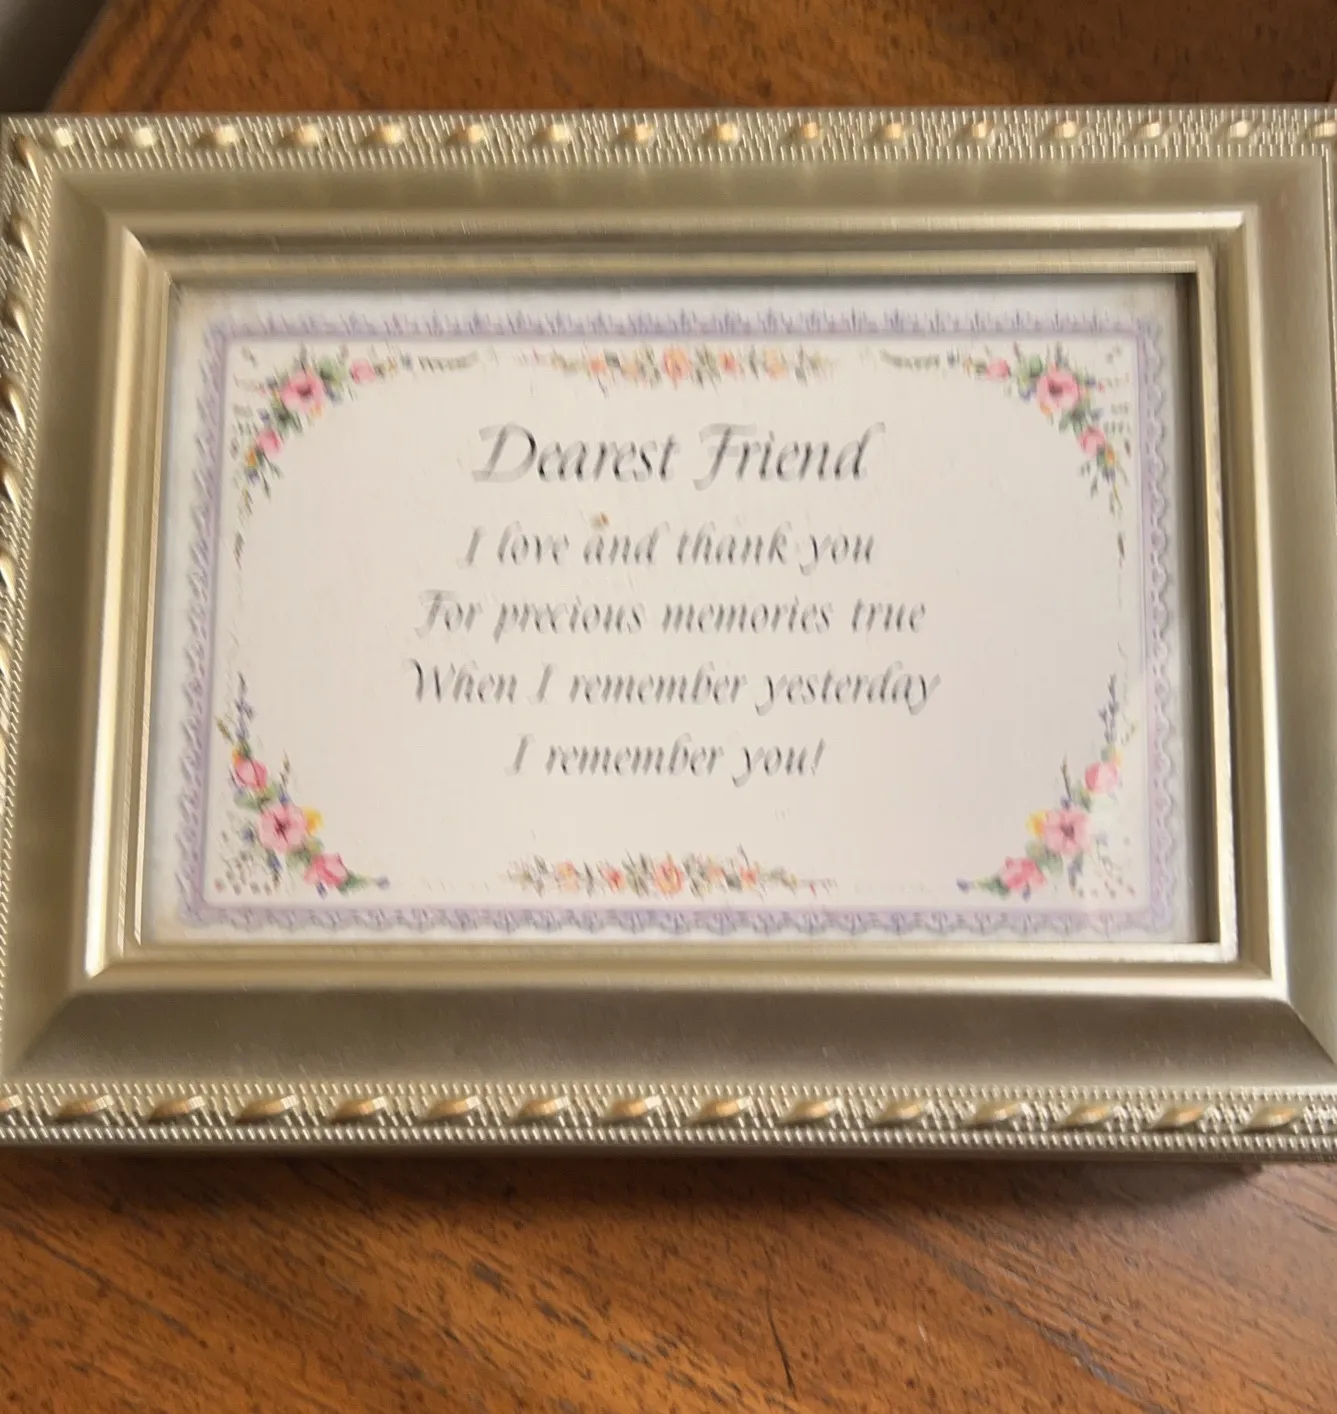 Dearest Friend
I love and thank you
For precious memories true
When I remember yesterday
I remember you!